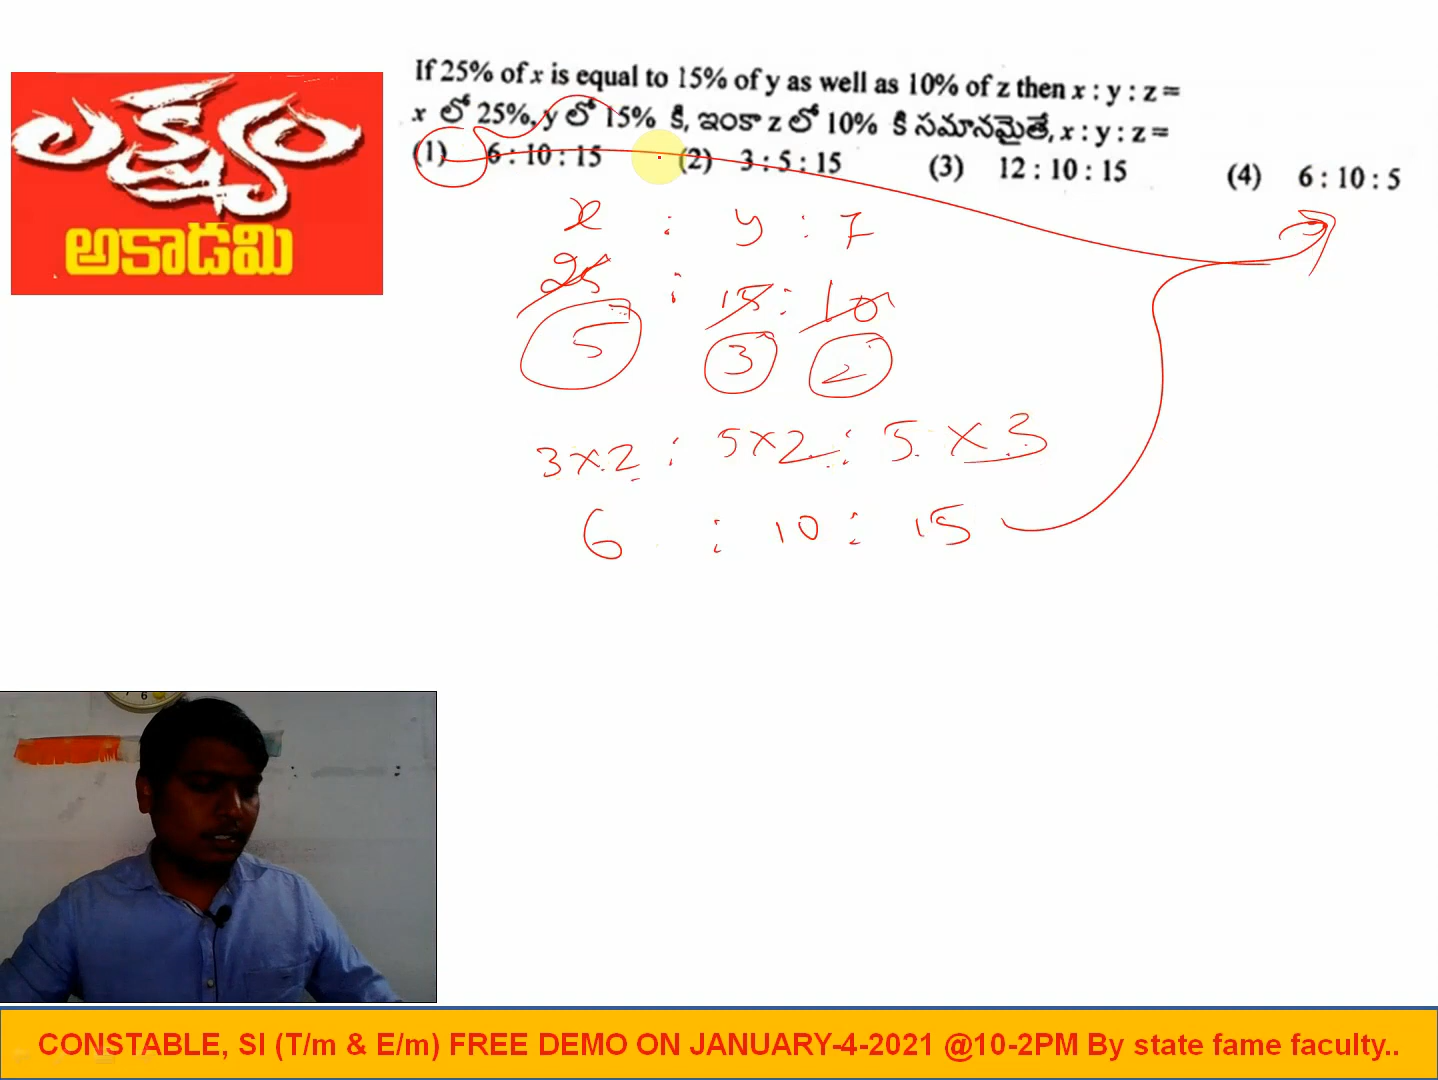 లక్ష్యం
అకాడమి
If 25% of x is equal to 15% of y as well as 10% of z then x : y : z =
x లో 25%, y లో 15% కి, ఇంకా z లో 10% కి సమానమైతే, x : y : z =
(1) 6 : 10 : 15 (2) 3 : 5 : 15 (3) 12 : 10 : 15 (4) 6 : 10 : 5
x : y : z
25 : 15 : 10
5 3 2
3×2 : 5×2 : 5×3
6 : 10 : 15
CONSTABLE, SI (T/m & E/m) FREE DEMO ON JANUARY-4-2021 @10-2PM By state fame faculty..